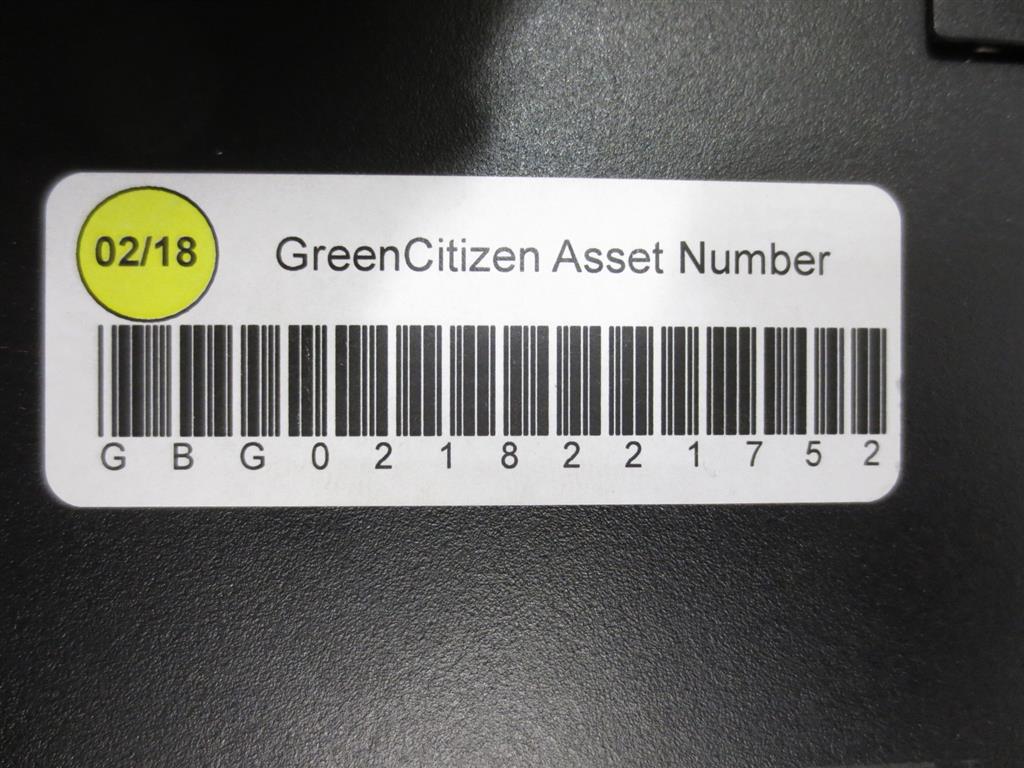 02/18
GreenCitizen Asset Number
G B G 0 2 1 8 2 2 1 7 5 2